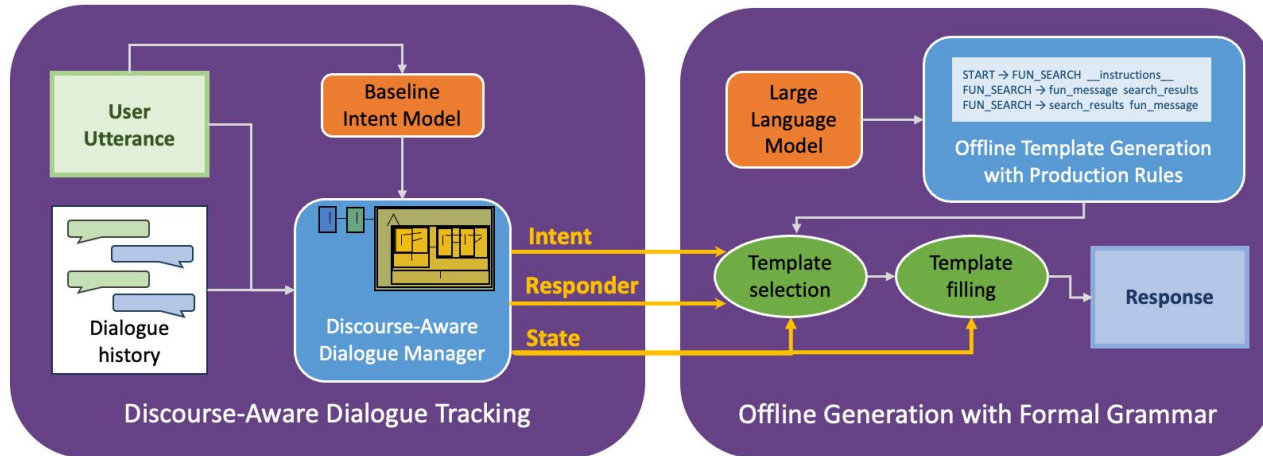 User
Utterance
Baseline
Intent Model
Dialogue
history
Discourse-Aware
Dialogue Manager
Discourse-Aware Dialogue Tracking
Intent
Responder
State
Large
Language
Model
START → FUN_SEARCH __instructions__
FUN_SEARCH → fun_message search_results
FUN_SEARCH → search_results fun_message
Offline Template Generation
with Production Rules
Template
selection
Template
filling
Response
Offline Generation with Formal Grammar